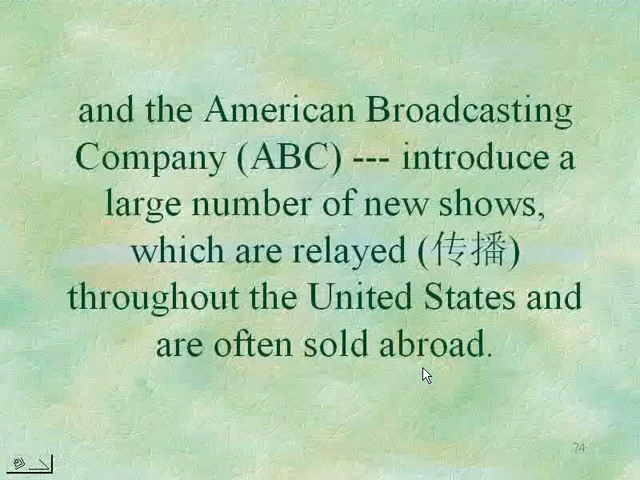 and the American Broadcasting
Company (ABC) --- introduce a
large number of new shows,
which are relayed (传播)
throughout the United States and
are often sold abroad.
74